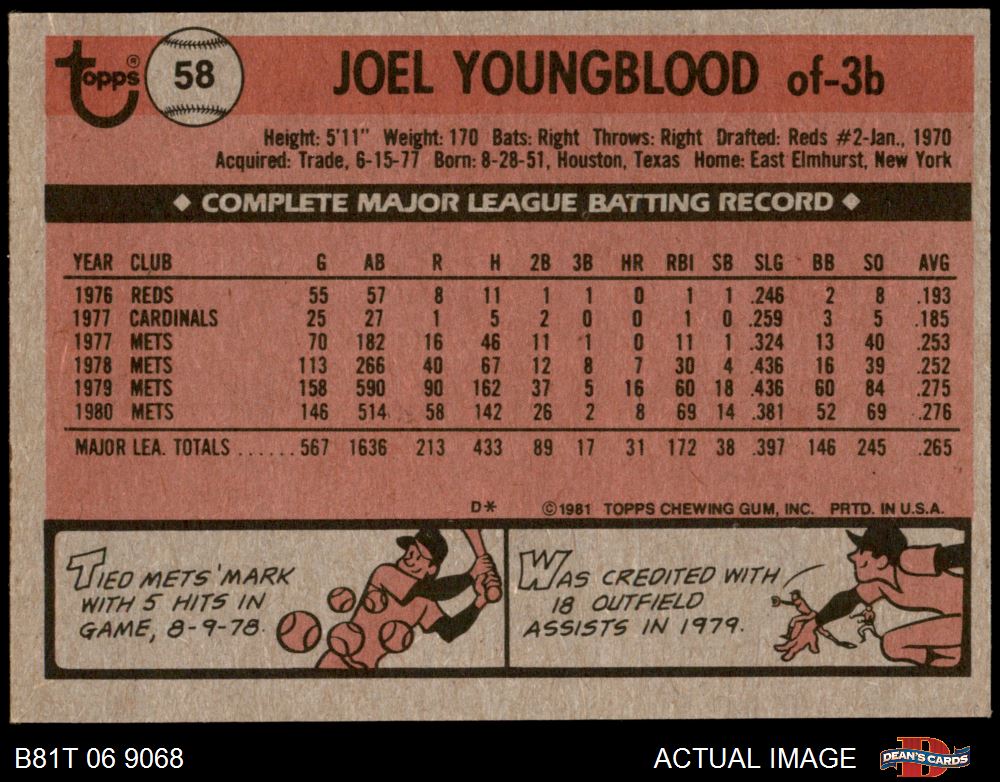 Topps® 58 JOEL YOUNGBLOOD of-3b
Height: 5'11" Weight: 170 Bats: Right Throws: Right Drafted: Reds #2-Jan., 1970
Acquired: Trade, 6-15-77 Born: 8-28-51, Houston, Texas Home: East Elmhurst, New York
◆ COMPLETE MAJOR LEAGUE BATTING RECORD ◆
YEAR CLUB G AB R H 2B 3B HR RBI SB SLG BB SO AVG
1976 REDS 55 57 8 11 1 1 0 1 1 .246 2 8 .193
1977 CARDINALS 25 27 1 5 2 0 0 1 0 .259 3 5 .185
1977 METS 70 182 16 46 11 1 0 11 1 .324 13 40 .253
1978 METS 113 266 40 67 12 8 7 30 4 .436 16 39 .252
1979 METS 158 590 90 162 37 5 16 60 18 .436 60 84 .275
1980 METS 146 514 58 142 26 2 8 69 14 .381 52 69 .276
MAJOR LEA. TOTALS ...... 567 1636 213 433 89 17 31 172 38 .397 146 245 .265
D* ©1981 TOPPS CHEWING GUM, INC. PRTD. IN U.S.A.
TIED METS' MARK
WITH 5 HITS IN
GAME, 8-9-78.
WAS CREDITED WITH
18 OUTFIELD
ASSISTS IN 1979.
B81T 06 9068 ACTUAL IMAGE DEAN'S CARDS